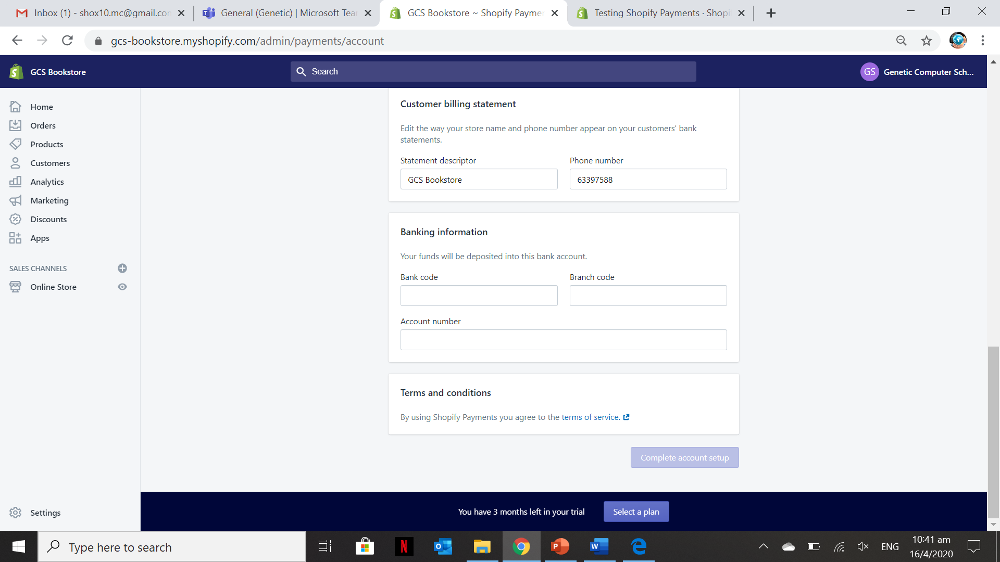 Inbox (1) - shox10.mc@gmail.con
General (Genetic) | Microsoft Tear
GCS Bookstore ~ Shopify Paymer
Testing Shopify Payments · Shopi
gcs-bookstore.myshopify.com/admin/payments/account
GCS Bookstore
Search
GS
Genetic Computer Sch...
Home
Orders
Products
Customers
Analytics
Marketing
Discounts
Apps
SALES CHANNELS
Online Store
Settings
Customer billing statement
Edit the way your store name and phone number appear on your customers' bank
statements.
Statement descriptor
Phone number
GCS Bookstore
63397588
Banking information
Your funds will be deposited into this bank account.
Bank code
Branch code
Account number
Terms and conditions
By using Shopify Payments you agree to the terms of service.
Complete account setup
You have 3 months left in your trial
Select a plan
Type here to search
ENG
10:41 am
16/4/2020